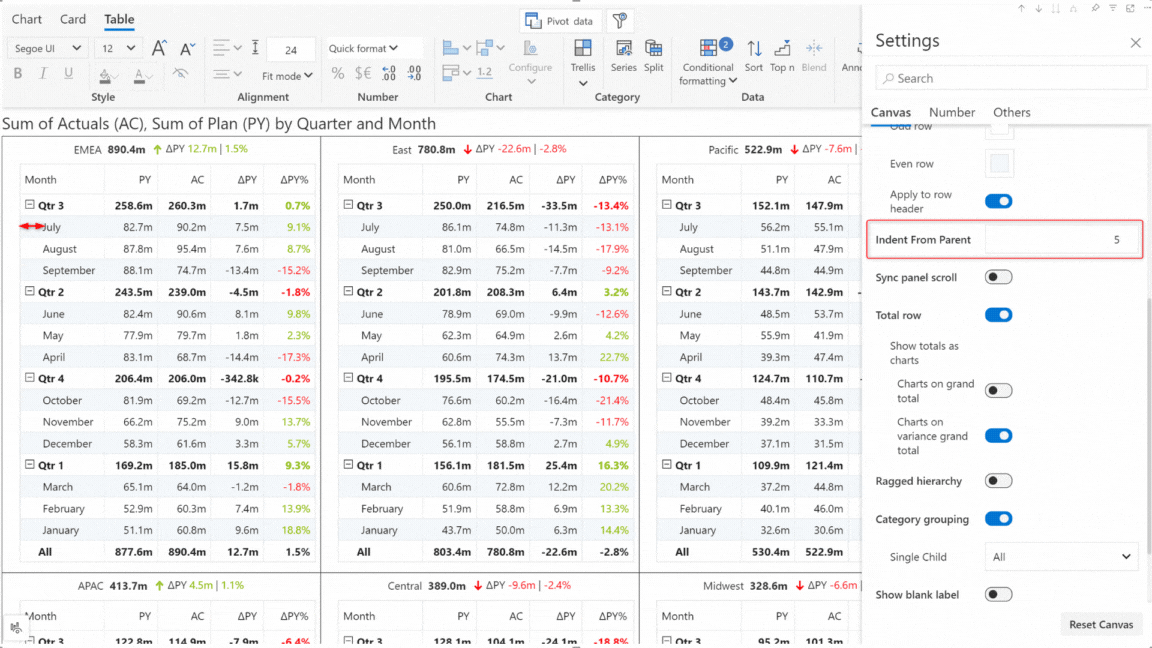 Chart Card Table
Pivot data
Segoe UI 12 A A 24 Quick format 2
Configure Trellis Series Split Conditional formatting Sort Top n Blend
B I U A Fit mode % $€ .00 .00 1.2
Style Alignment Number Chart Category Data
Sum of Actuals (AC), Sum of Plan (PY) by Quarter and Month
EMEA 890.4m ΔPY 12.7m | 1.5%
Month PY AC ΔPY ΔPY%
Qtr 3 258.6m 260.3m 1.7m 0.7%
July 82.7m 90.2m 7.5m 9.1%
August 87.8m 95.4m 7.6m 8.7%
September 88.1m 74.7m -13.4m -15.2%
Qtr 2 243.5m 239.0m -4.5m -1.8%
June 82.4m 90.6m 8.1m 9.8%
May 77.9m 79.7m 1.8m 2.3%
April 83.1m 68.7m -14.4m -17.3%
Qtr 4 206.4m 206.0m -342.8k -0.2%
October 81.9m 69.2m -12.7m -15.5%
November 66.2m 75.2m 9.0m 13.7%
December 58.3m 61.6m 3.3m 5.7%
Qtr 1 169.2m 185.0m 15.8m 9.3%
March 65.1m 64.0m -1.2m -1.8%
February 52.9m 60.3m 7.4m 13.9%
January 51.1m 60.8m 9.6m 18.8%
All 877.6m 890.4m 12.7m 1.5%
East 780.8m ΔPY -22.6m | -2.8%
Month PY AC ΔPY ΔPY%
Qtr 3 250.0m 216.5m -33.5m -13.4%
July 86.1m 74.8m -11.3m -13.1%
August 81.0m 66.5m -14.5m -17.9%
September 82.9m 75.2m -7.7m -9.2%
Qtr 2 201.8m 208.3m 6.4m 3.2%
June 78.9m 69.0m -9.9m -12.6%
May 62.3m 64.9m 2.6m 4.2%
April 60.6m 74.3m 13.7m 22.7%
Qtr 4 195.5m 174.5m -21.0m -10.7%
October 76.6m 60.2m -16.4m -21.4%
November 62.8m 55.5m -7.3m -11.7%
December 56.1m 58.8m 2.7m 4.9%
Qtr 1 156.1m 181.5m 25.4m 16.3%
March 60.6m 72.8m 12.2m 20.2%
February 51.9m 58.8m 6.9m 13.3%
January 43.7m 50.0m 6.3m 14.4%
All 803.4m 780.8m -22.6m -2.8%
Pacific 522.9m ΔPY -7.6m |
Month PY AC
Qtr 3 152.1m 147.9m
July 56.2m 55.1m
August 51.1m 47.9m
September 44.8m 44.9m
Qtr 2 143.7m 142.9m
June 48.5m 53.7m
May 55.9m 41.9m
April 39.3m 47.4m
Qtr 4 124.7m 110.7m
October 48.4m 45.8m
November 39.2m 33.3m
December 37.1m 31.5m
Qtr 1 109.9m 121.4m
March 37.2m 44.8m
February 40.1m 46.0m
January 32.6m 30.6m
All 530.4m 522.9m
APAC 413.7m ΔPY 4.5m | 1.1%
Month PY AC ΔPY ΔPY%
Qtr 3 122.8m 114.9m -7.9m -6.4%
Central 389.0m ΔPY -9.6m | -2.4%
Month PY AC ΔPY ΔPY%
Qtr 3 128.1m 104.1m -24.1m -18.8%
Midwest 328.6m ΔPY -6.6m |
Month PY AC
Qtr 3 95.2m 101.3m
Settings
Search
Canvas Number Others
Odd row
Even row
Apply to row
header
Indent From Parent 5
Sync panel scroll
Total row
Show totals as
charts
Charts on grand
total
Charts on
variance grand
total
Ragged hierarchy
Category grouping
Single Child All
Show blank label
Reset Canvas